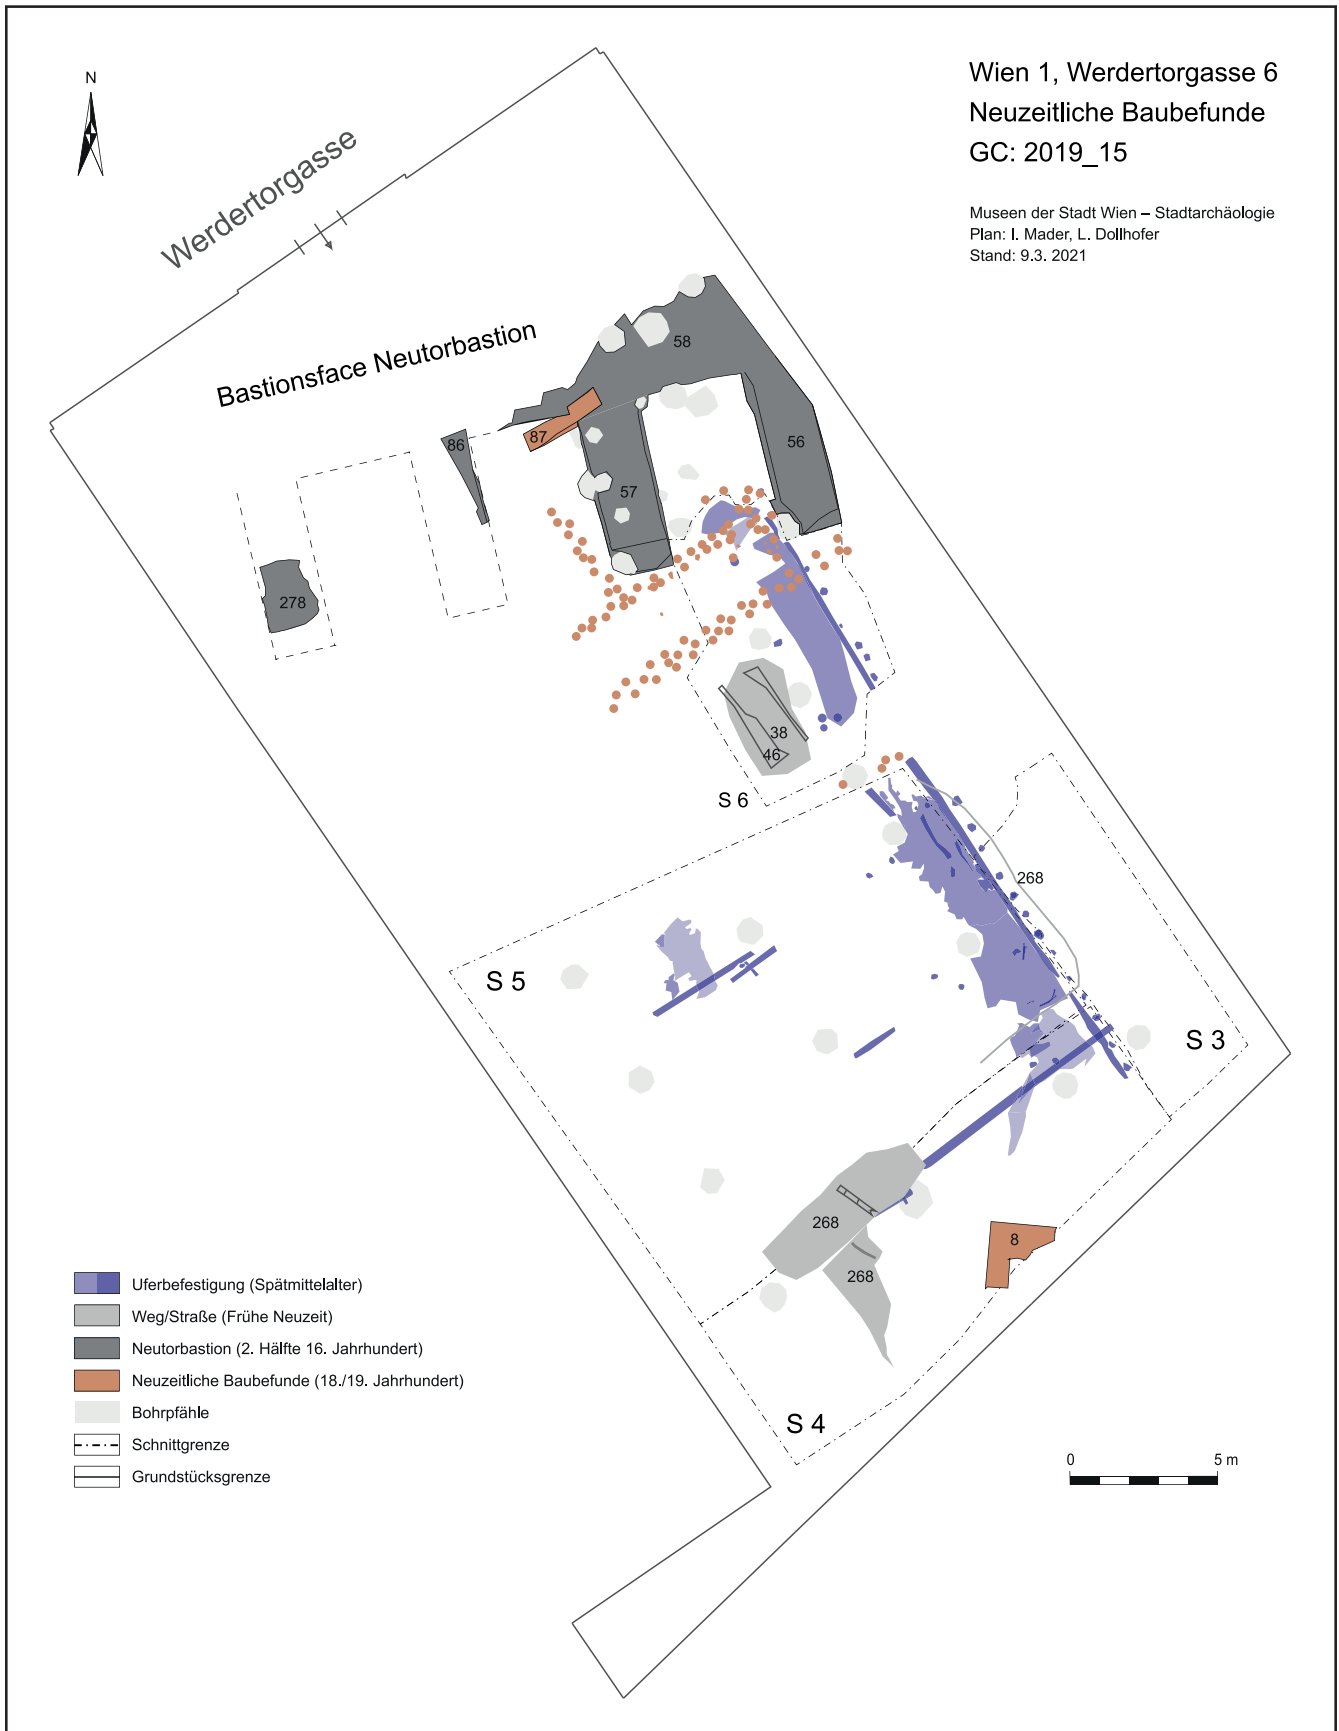 N
Wien 1, Werdertorgasse 6
Neuzeitliche Baubefunde
GC: 2019_15
Museen der Stadt Wien – Stadtarchäologie
Plan: I. Mader, L. Dollhofer
Stand: 9.3. 2021
Werdertorgasse
Bastionsface Neutorbastion
58
86
87
56
57
278
38
46
S 6
268
S 5
S 3
268
8
268
S 4
Uferbefestigung (Spätmittelalter)
Weg/Straße (Frühe Neuzeit)
Neutorbastion (2. Hälfte 16. Jahrhundert)
Neuzeitliche Baubefunde (18./19. Jahrhundert)
Bohrpfähle
Schnittgrenze
Grundstücksgrenze
0 5 m